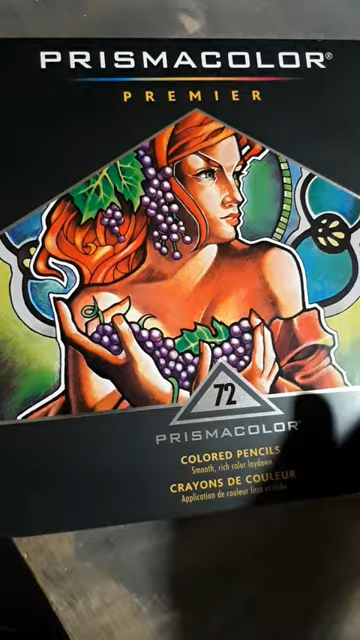 PRISMACOLOR®
PREMIER
72
PRISMACOLOR
COLORED PENCILS
Smooth, rich color laydown
CRAYONS DE COULEUR
Application de couleur lisse et riche